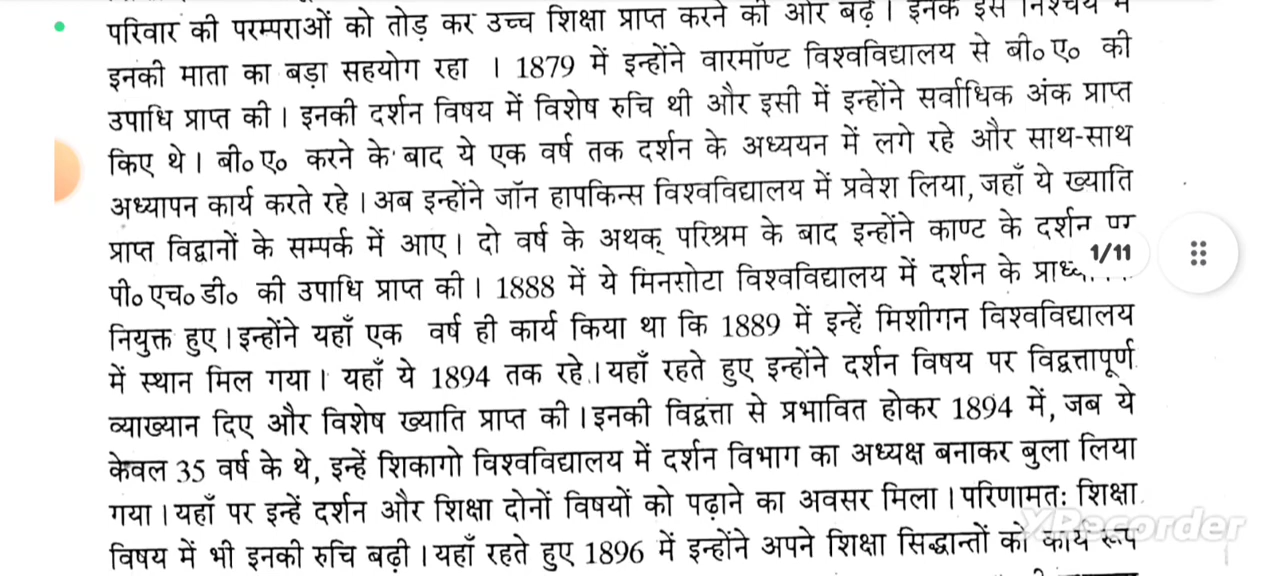 परिवार की परम्पराओं को तोड़ कर उच्च शिक्षा प्राप्त करने की ओर बढ़े । इनके इस निश्चय में
इनकी माता का बड़ा सहयोग रहा । 1879 में इन्होंने वारमॉण्ट विश्वविद्यालय से बी० ए० की
उपाधि प्राप्त की । इनकी दर्शन विषय में विशेष रुचि थी और इसी में इन्होंने सर्वाधिक अंक प्राप्त
किए थे । बी० ए० करने के बाद ये एक वर्ष तक दर्शन के अध्ययन में लगे रहे और साथ-साथ
अध्यापन कार्य करते रहे । अब इन्होंने जॉन हापकिन्स विश्वविद्यालय में प्रवेश लिया, जहाँ ये ख्याति
प्राप्त विद्वानों के सम्पर्क में आए । दो वर्ष के अथक् परिश्रम के बाद इन्होंने काण्ट के दर्शन पर
1/11
पी० एच० डी० की उपाधि प्राप्त की । 1888 में ये मिनसोटा विश्वविद्यालय में दर्शन के
नियुक्त हुए । इन्होंने यहाँ एक वर्ष ही कार्य किया था कि 1889 में इन्हें मिशीगन विश्वविद्यालय
में स्थान मिल गया । यहाँ ये 1894 तक रहे । यहाँ रहते हुए इन्होंने दर्शन विषय पर विद्वत्तापूर्ण
व्याख्यान दिए और विशेष ख्याति प्राप्त की । इनकी विद्वत्ता से प्रभावित होकर 1894 में, जब ये
केवल 35 वर्ष के थे, इन्हें शिकागो विश्वविद्यालय में दर्शन विभाग का अध्यक्ष बनाकर बुला लिया
गया । यहाँ पर इन्हें दर्शन और शिक्षा दोनों विषयों को पढ़ाने का अवसर मिला । परिणामतः शिक्षा
XRecorder
विषय में भी इनकी रुचि बढ़ी । यहाँ रहते हुए 1896 में इन्होंने अपने शिक्षा सिद्धान्तों को कार्य रूप